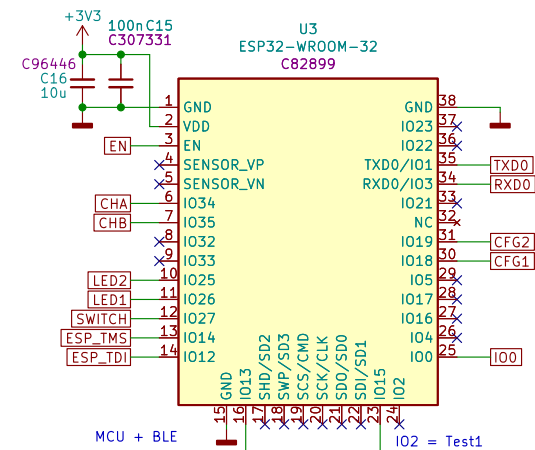 +3V3
100n C15
C307331
C96446
C16
10u
U3
ESP32-WROOM-32
C82899
1 GND
2 VDD
EN 3 EN
4 SENSOR_VP
5 SENSOR_VN
CHA 6 IO34
CHB 7 IO35
8 IO32
9 IO33
LED2 10 IO25
LED1 11 IO26
SWITCH 12 IO27
ESP_TMS 13 IO14
ESP_TDI 14 IO12
GND 38
IO23 37
IO22 36
TXD0/IO1 35 TXD0
RXD0/IO3 34 RXD0
IO21 33
NC 32
IO19 31 CFG2
IO18 30 CFG1
IO5 29
IO17 28
IO16 27
IO4 26
IO0 25 IO0
GND 15
IO13 16
SHD/SD2 17
SWP/SD3 18
SCS/CMD 19
SCK/CLK 20
SDO/SD0 21
SDI/SD1 22
IO15 23
IO2 24
MCU + BLE
IO2 = Test1